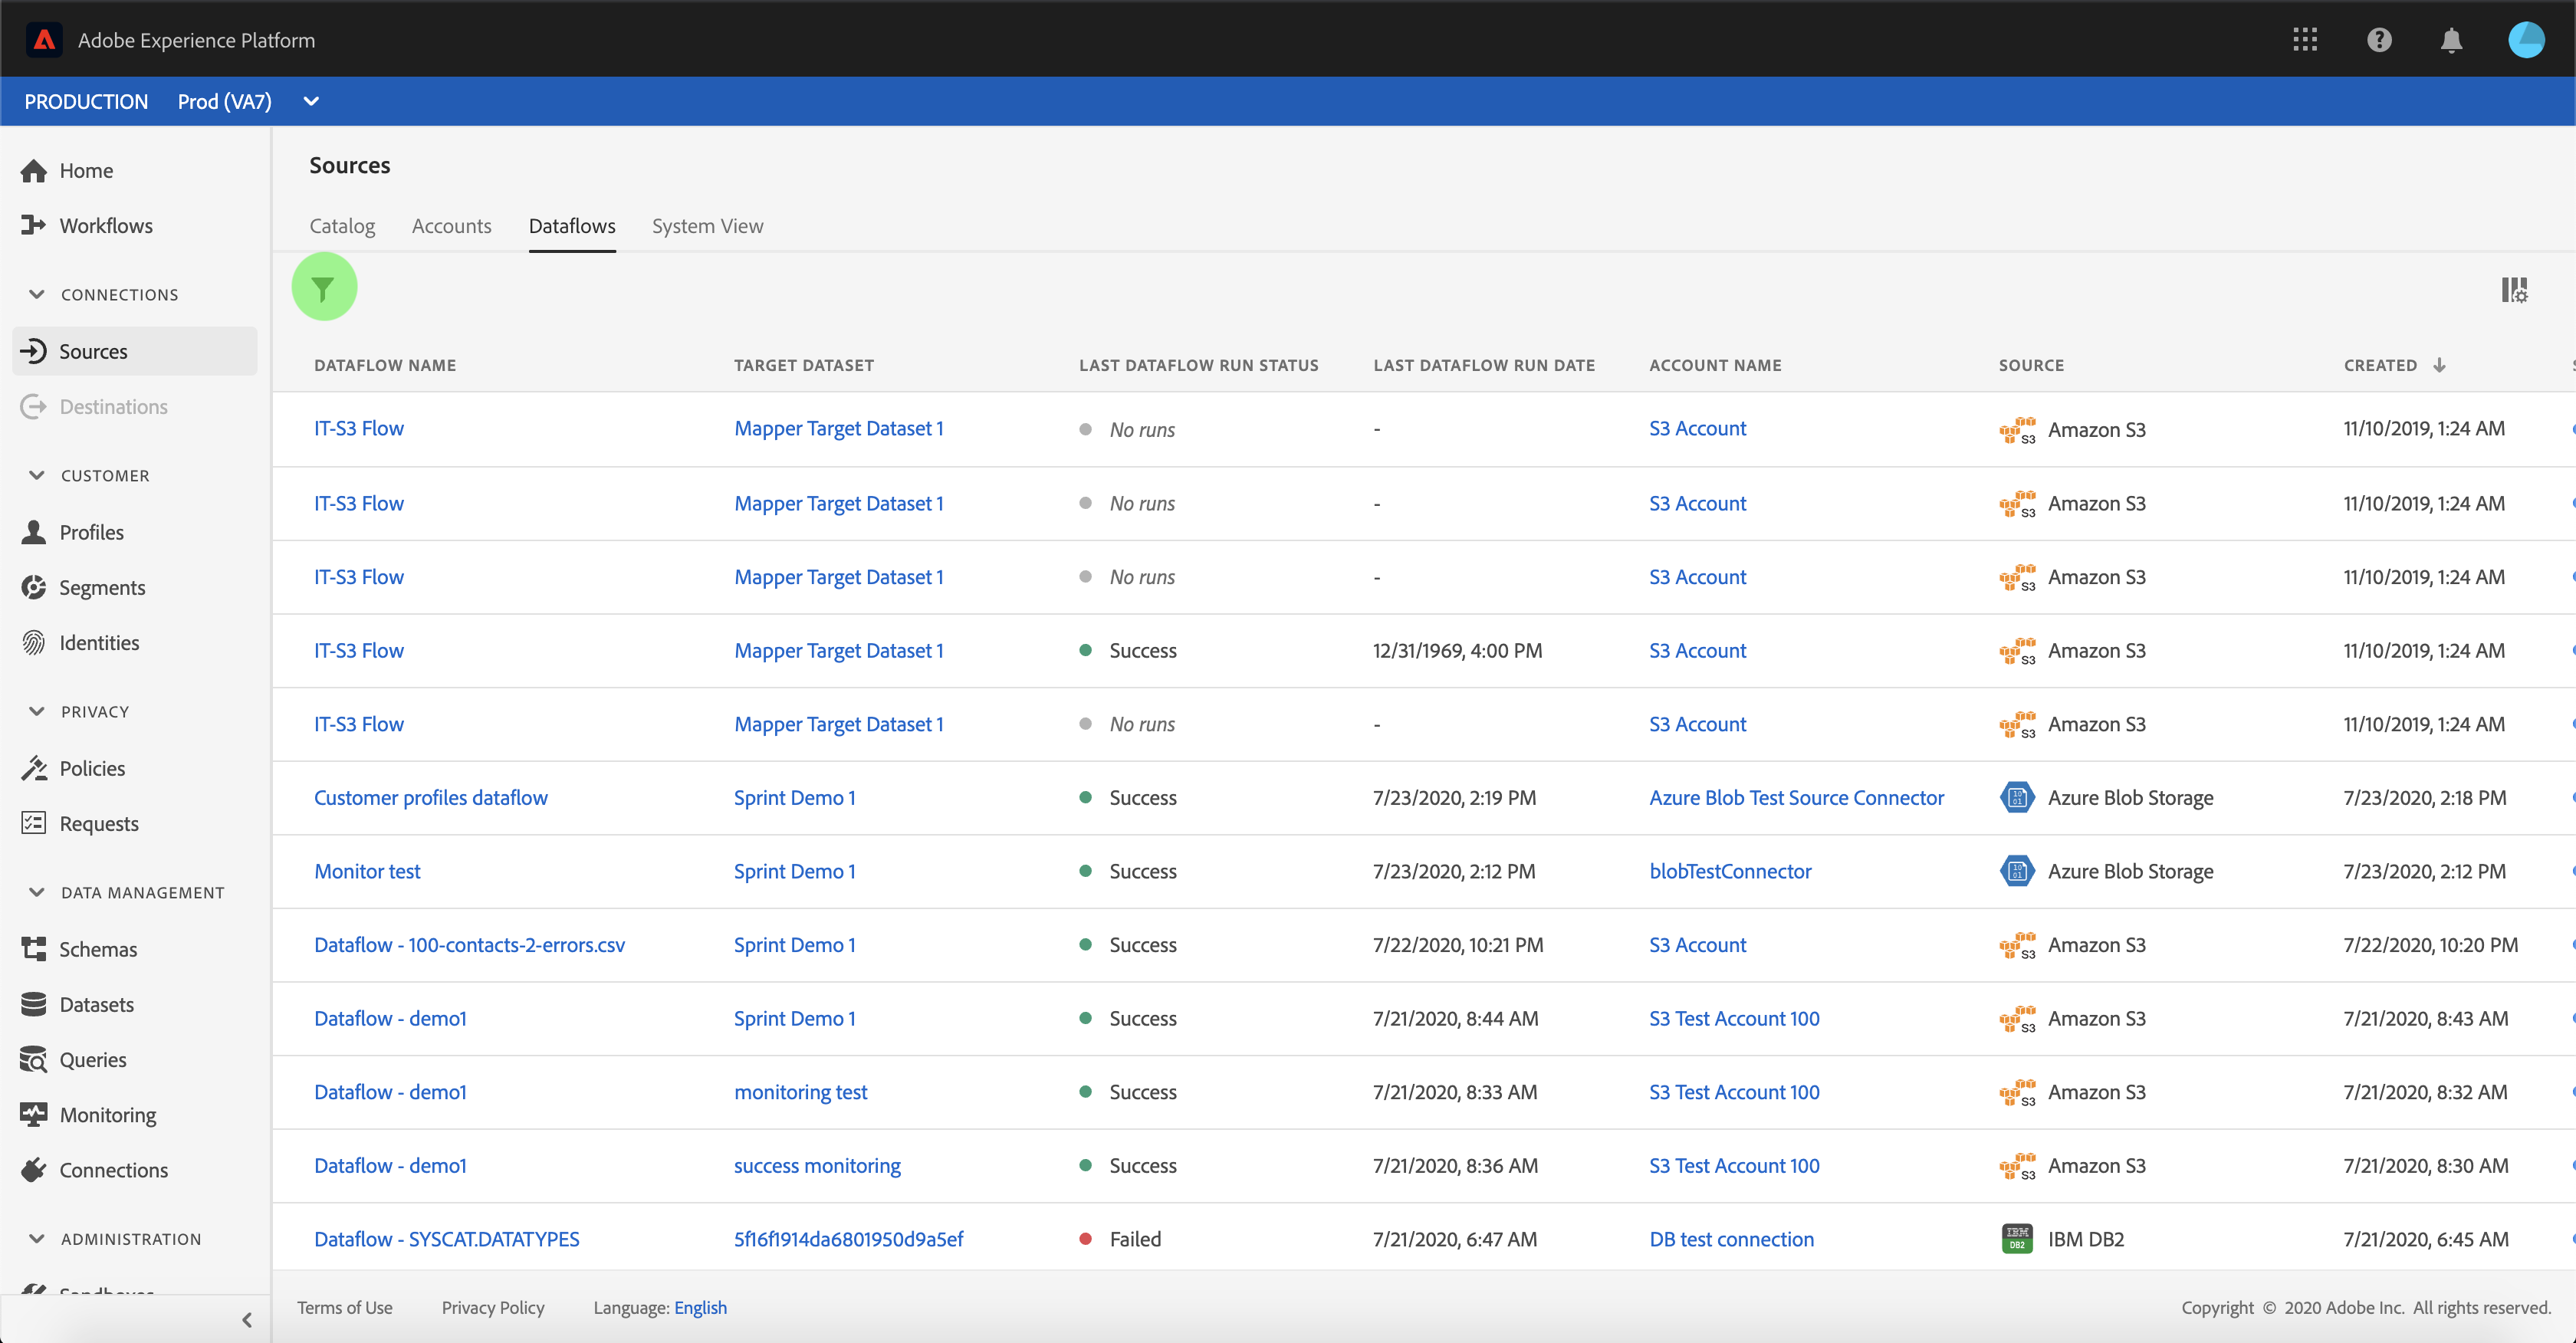 Adobe Experience Platform
PRODUCTION Prod (VA7)
Home
Workflows
CONNECTIONS
Sources
Destinations
CUSTOMER
Profiles
Segments
Identities
PRIVACY
Policies
Requests
DATA MANAGEMENT
Schemas
Datasets
Queries
Monitoring
Connections
ADMINISTRATION
Sandboxes
Sources
Catalog Accounts Dataflows System View
DATAFLOW NAME TARGET DATASET LAST DATAFLOW RUN STATUS LAST DATAFLOW RUN DATE ACCOUNT NAME SOURCE CREATED
IT-S3 Flow Mapper Target Dataset 1 No runs - S3 Account S3 Amazon S3 11/10/2019, 1:24 AM
IT-S3 Flow Mapper Target Dataset 1 No runs - S3 Account S3 Amazon S3 11/10/2019, 1:24 AM
IT-S3 Flow Mapper Target Dataset 1 No runs - S3 Account S3 Amazon S3 11/10/2019, 1:24 AM
IT-S3 Flow Mapper Target Dataset 1 Success 12/31/1969, 4:00 PM S3 Account S3 Amazon S3 11/10/2019, 1:24 AM
IT-S3 Flow Mapper Target Dataset 1 No runs - S3 Account S3 Amazon S3 11/10/2019, 1:24 AM
Customer profiles dataflow Sprint Demo 1 Success 7/23/2020, 2:19 PM Azure Blob Test Source Connector Azure Blob Storage 7/23/2020, 2:18 PM
Monitor test Sprint Demo 1 Success 7/23/2020, 2:12 PM blobTestConnector Azure Blob Storage 7/23/2020, 2:12 PM
Dataflow - 100-contacts-2-errors.csv Sprint Demo 1 Success 7/22/2020, 10:21 PM S3 Account S3 Amazon S3 7/22/2020, 10:20 PM
Dataflow - demo1 Sprint Demo 1 Success 7/21/2020, 8:44 AM S3 Test Account 100 S3 Amazon S3 7/21/2020, 8:43 AM
Dataflow - demo1 monitoring test Success 7/21/2020, 8:33 AM S3 Test Account 100 S3 Amazon S3 7/21/2020, 8:32 AM
Dataflow - demo1 success monitoring Success 7/21/2020, 8:36 AM S3 Test Account 100 S3 Amazon S3 7/21/2020, 8:30 AM
Dataflow - SYSCAT.DATATYPES 5f16f1914da6801950d9a5ef Failed 7/21/2020, 6:47 AM DB test connection IBM DB2 IBM DB2 7/21/2020, 6:45 AM
Terms of Use Privacy Policy Language: English Copyright © 2020 Adobe Inc. All rights reserved.